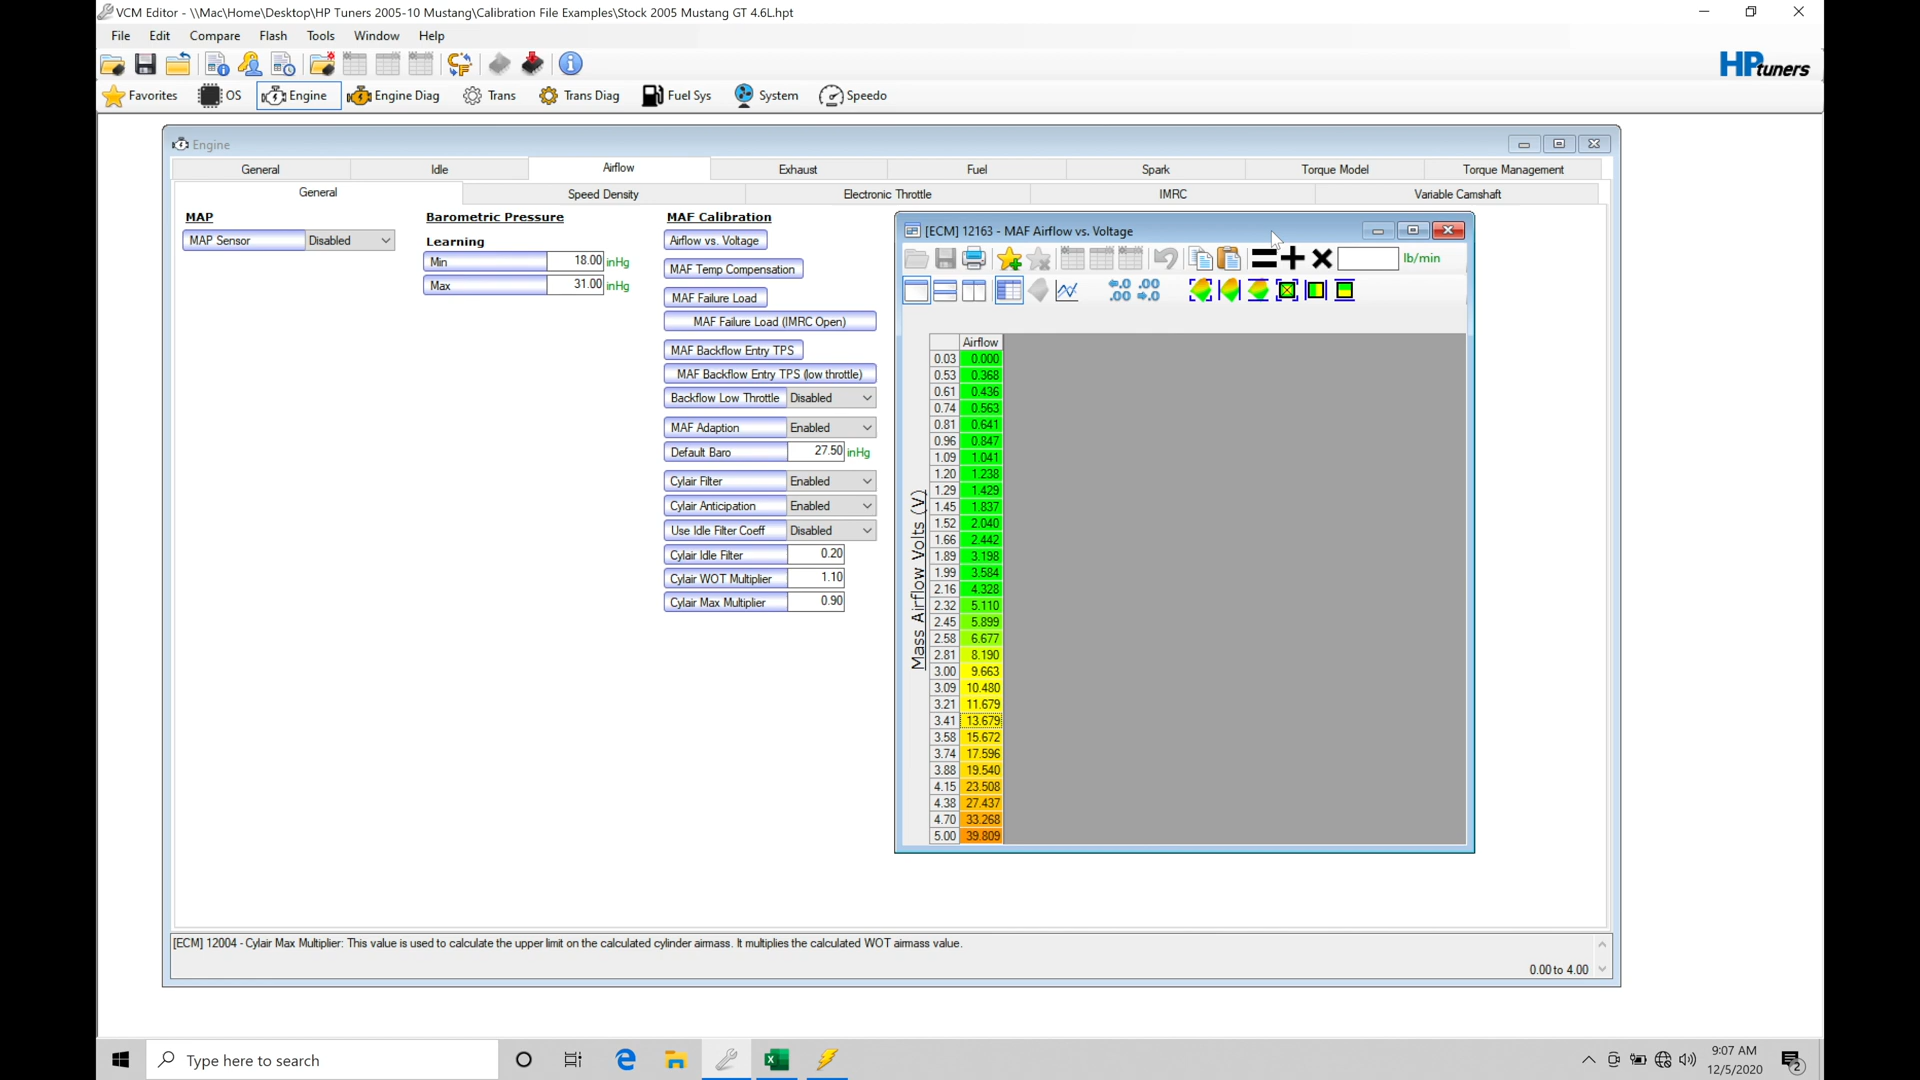 VCM Editor - \\Mac\Home\Desktop\HP Tuners 2005-10 Mustang\Calibration File Examples\Stock 2005 Mustang GT 4.6L.hpt
File Edit Compare Flash Tools Window Help
HPtuners
Favorites OS Engine Engine Diag Trans Trans Diag Fuel Sys System Speedo
Engine
General Idle Airflow Exhaust Fuel Spark Torque Model Torque Management
General Speed Density Electronic Throttle IMRC Variable Camshaft
MAP
MAP Sensor Disabled
Barometric Pressure
Learning
Min 18.00 inHg
Max 31.00 inHg
MAF Calibration
Airflow vs. Voltage
MAF Temp Compensation
MAF Failure Load
MAF Failure Load (IMRC Open)
MAF Backflow Entry TPS
MAF Backflow Entry TPS (low throttle)
Backflow Low Throttle Disabled
MAF Adaption Enabled
Default Baro 27.50 inHg
Cylair Filter Enabled
Cylair Anticipation Enabled
Use Idle Filter Coeff Disabled
Cylair Idle Filter 0.20
Cylair WOT Multiplier 1.10
Cylair Max Multiplier 0.90
[ECM] 12163 - MAF Airflow vs. Voltage
lb/min
←.0 .00
.00 →.0
Mass Airflow Volts (V)
Airflow
0.03 0.000
0.53 0.368
0.61 0.436
0.74 0.563
0.81 0.641
0.96 0.847
1.09 1.041
1.20 1.238
1.29 1.429
1.45 1.837
1.52 2.040
1.66 2.442
1.89 3.198
1.99 3.584
2.16 4.328
2.32 5.110
2.45 5.899
2.58 6.677
2.81 8.190
3.00 9.663
3.09 10.480
3.21 11.679
3.41 13.679
3.58 15.672
3.74 17.596
3.88 19.540
4.15 23.508
4.38 27.437
4.70 33.268
5.00 39.809
[ECM] 12004 - Cylair Max Multiplier: This value is used to calculate the upper limit on the calculated cylinder airmass. It multiplies the calculated WOT airmass value.
0.00 to 4.00
Type here to search
9:07 AM
12/5/2020
2